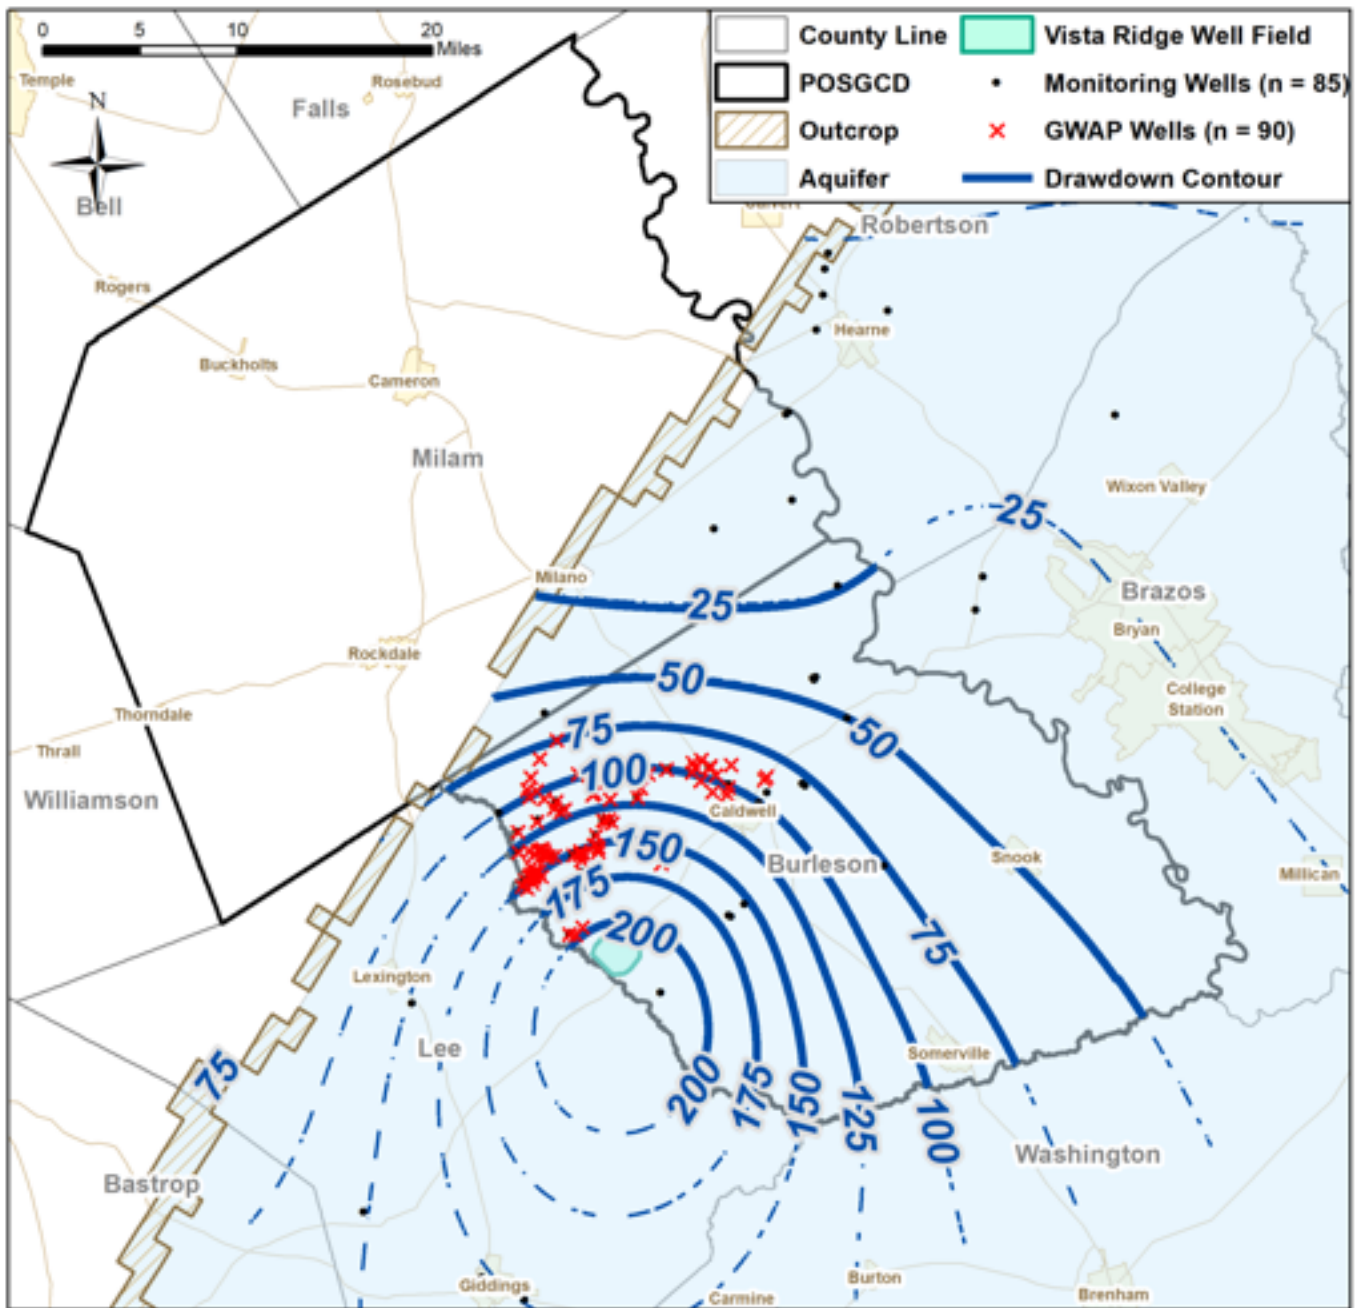 0 5 10 20
Miles
County Line
Vista Ridge Well Field
POSGCD
Monitoring Wells (n = 85)
Outcrop
GWAP Wells (n = 90)
Aquifer
Drawdown Contour
Temple
Rosebud
N
Falls
Bell
Robertson
Rogers
Hearne
Buckholts
Cameron
Milam
Wixon Valley
25
Milano
Brazos
25
Bryan
Rockdale
50
College
Station
Thorndale
75
50
Thrall
100
Williamson
Caldwell
150
Burleson
Snook
175
Millican
200
75
Lexington
Lee
Somerville
75
200
175
150
125
100
Washington
Bastrop
Giddings
Burton
Carmine
Brenham